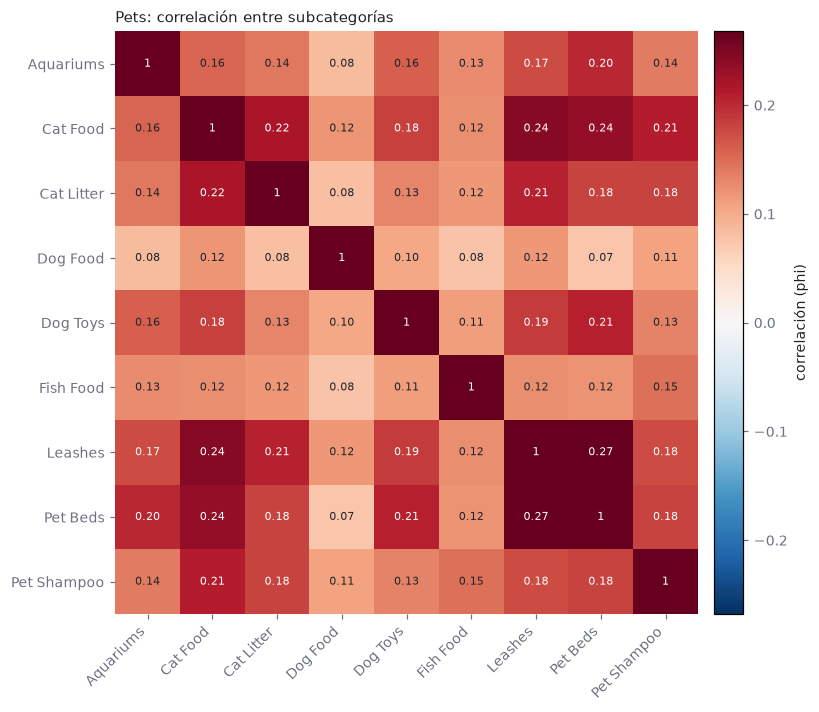 Pets: correlación entre subcategorías
Aquariums 1 0.16 0.14 0.08 0.16 0.13 0.17 0.20 0.14
Cat Food 0.16 1 0.22 0.12 0.18 0.12 0.24 0.24 0.21
Cat Litter 0.14 0.22 1 0.08 0.13 0.12 0.21 0.18 0.18
Dog Food 0.08 0.12 0.08 1 0.10 0.08 0.12 0.07 0.11
Dog Toys 0.16 0.18 0.13 0.10 1 0.11 0.19 0.21 0.13
Fish Food 0.13 0.12 0.12 0.08 0.11 1 0.12 0.12 0.15
Leashes 0.17 0.24 0.21 0.12 0.19 0.12 1 0.27 0.18
Pet Beds 0.20 0.24 0.18 0.07 0.21 0.12 0.27 1 0.18
Pet Shampoo 0.14 0.21 0.18 0.11 0.13 0.15 0.18 0.18 1
Aquariums
Cat Food
Cat Litter
Dog Food
Dog Toys
Fish Food
Leashes
Pet Beds
Pet Shampoo
0.2
0.1
0.0
−0.1
−0.2
correlación (phi)